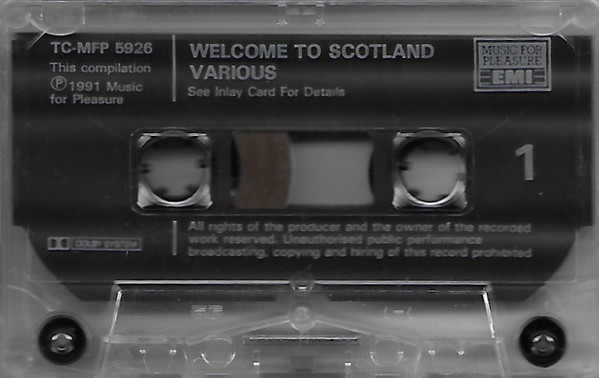 TC-MFP 5926
This compilation
Ⓟ1991 Music
for Pleasure
WELCOME TO SCOTLAND
VARIOUS
See Inlay Card For Details
MUSIC FOR
PLEASURE
EMI
1
DOLBY SYSTEM
All rights of the producer and the owner of the recorded
work reserved. Unauthorised public performance
broadcasting, copying and hiring of this record prohibited